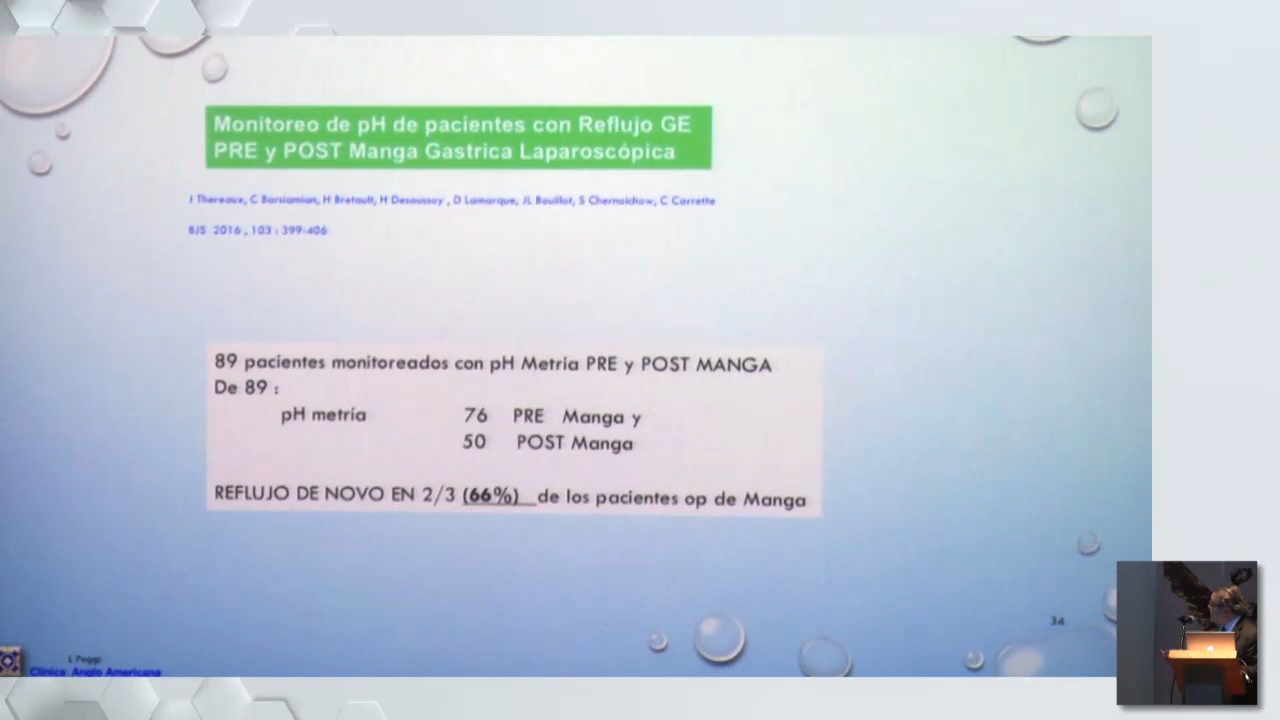 Monitoreo de pH de pacientes con Reflujo GE
PRE y POST Manga Gastrica Laparoscópica
J Thereaux, C Barsiamian, H Bretault, H Desaussoy , D Lamarque, JL Bouillot, S Chernoichow, C Carrette
BJS 2016 , 103 : 399-406
89 pacientes monitoreados con pH Metria PRE y POST MANGA
De 89 :
pH metría 76 PRE Manga y
50 POST Manga
REFLUJO DE NOVO EN 2/3 (66%) de los pacientes op de Manga
34
L Poggi
Clinica Anglo Americana